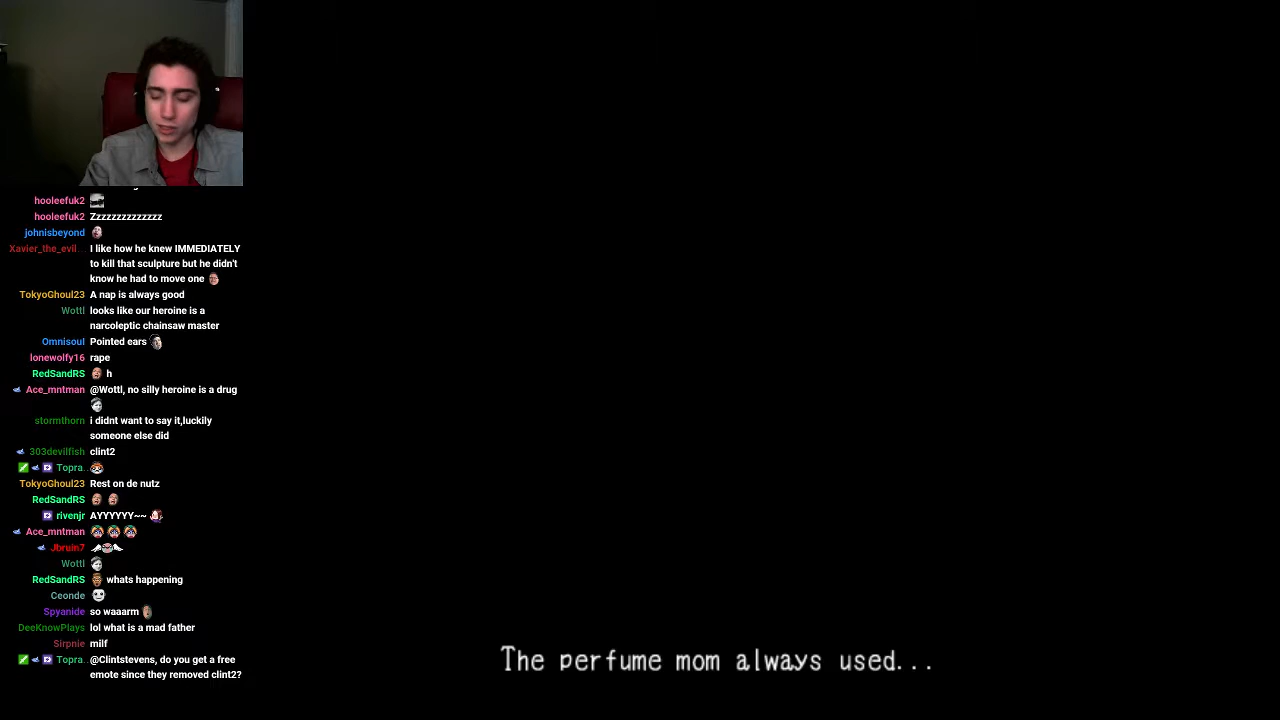 hooleefuk2
hooleefuk2 Zzzzzzzzzzzzz
johnisbeyond
Xavier_the_evil... I like how he knew IMMEDIATELY
to kill that sculpture but he didn't
know he had to move one
TokyoGhoul23 A nap is always good
Wottl looks like our heroine is a
narcoleptic chainsaw master
Omnisoul Pointed ears
lonewolfy16 rape
RedSandRS h
Ace_mntman @Wottl, no silly heroine is a drug
stormthorn i didnt want to say it,luckily
someone else did
303devilfish clint2
Topra...
TokyoGhoul23 Rest on de nutz
RedSandRS
rivenjr AYYYYYY~~
Ace_mntman
Jbruin7
Wottl
RedSandRS whats happening
Ceonde
Spyanide so waaarm
DeeKnowPlays lol what is a mad father
Sirpnie milf
Topra... @Clintstevens, do you get a free
emote since they removed clint2?
The perfume mom always used...